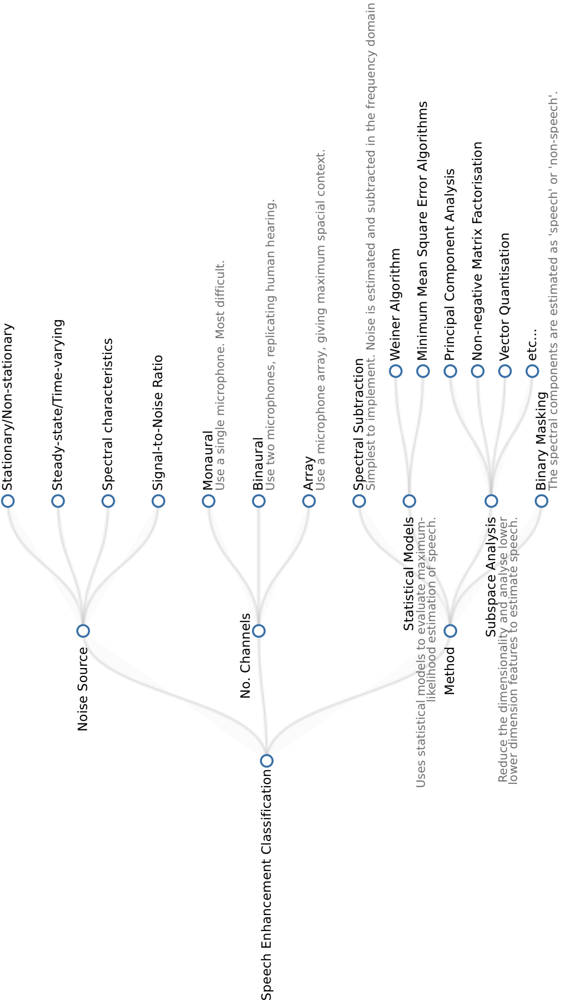 Stationary/Non-stationary
Steady-state/Time-varying
Spectral characteristics
Signal-to-Noise Ratio
Noise Source
Monaural
Use a single microphone. Most difficult.
Binaural
Use two microphones, replicating human hearing.
Array
Use a microphone array, giving maximum spacial context.
No. Channels
Speech Enhancement Classification
Spectral Subtraction
Simplest to implement. Noise is estimated and subtracted in the frequency domain
Weiner Algorithm
Minimum Mean Square Error Algorithms
Statistical Models
Uses statistical models to evaluate maximum-
likelihood estimation of speech.
Method
Principal Component Analysis
Non-negative Matrix Factorisation
Vector Quantisation
etc...
Subspace Analysis
Reduce the dimensionality and analyse lower
lower dimension features to estimate speech.
Binary Masking
The spectral components are estimated as 'speech' or 'non-speech'.